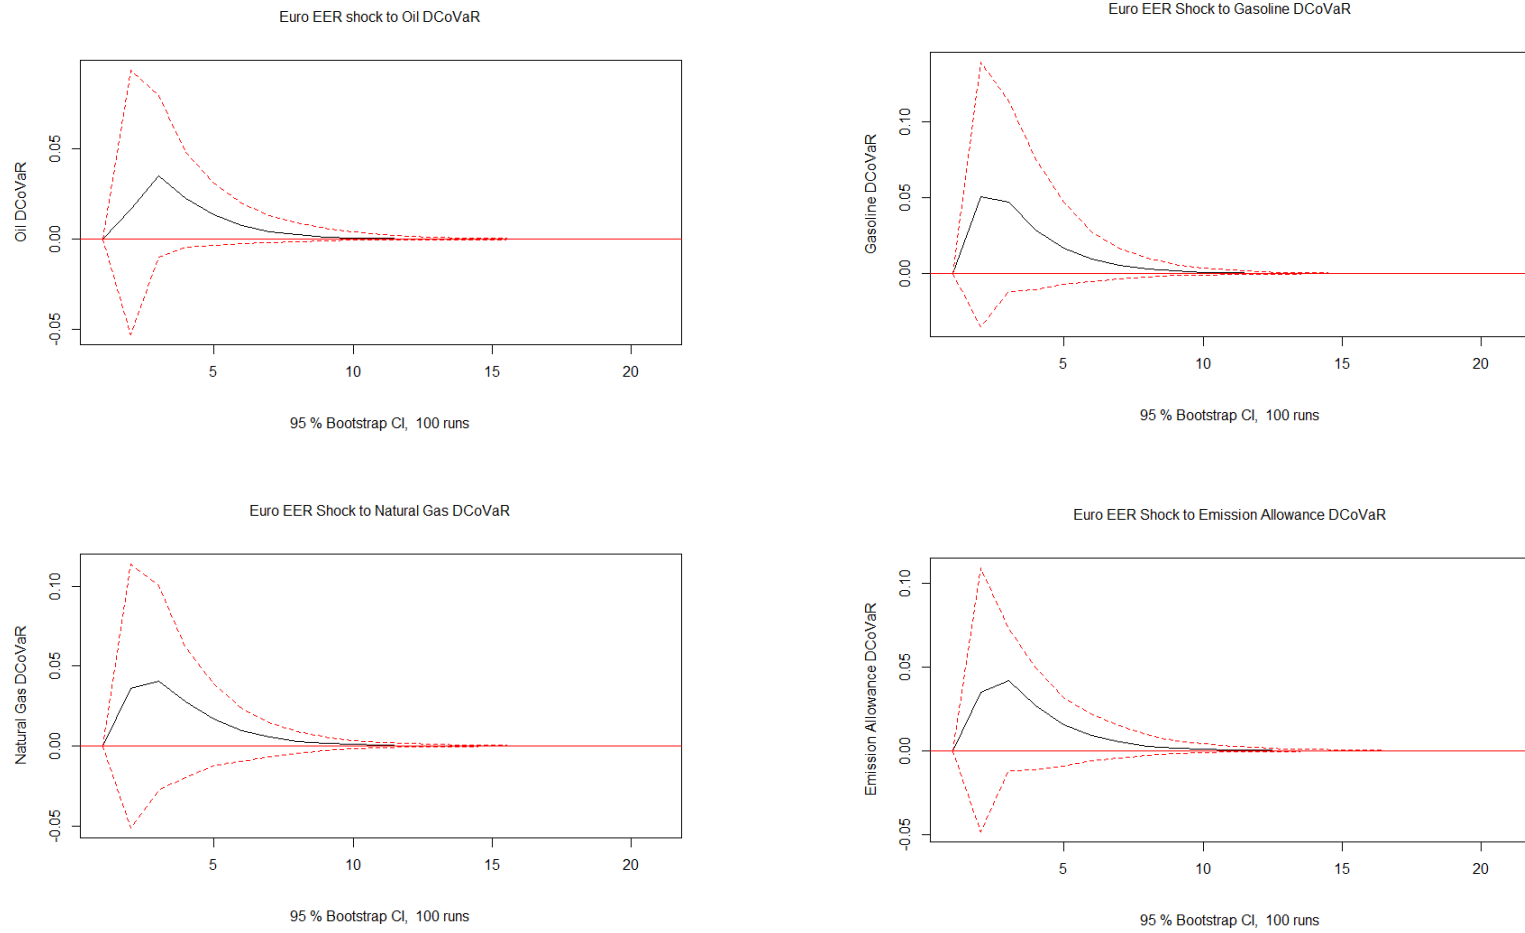 Euro EER shock to Oil DCoVaR
Oil DCoVaR
0.05
0.00
-0.05
5 10 15 20
95 % Bootstrap CI, 100 runs
Euro EER Shock to Gasoline DCoVaR
Gasoline DCoVaR
0.10
0.05
0.00
5 10 15 20
95 % Bootstrap CI, 100 runs
Euro EER Shock to Natural Gas DCoVaR
Natural Gas DCoVaR
0.10
0.05
0.00
-0.05
5 10 15 20
95 % Bootstrap CI, 100 runs
Euro EER Shock to Emission Allowance DCoVaR
Emission Allowance DCoVaR
0.10
0.05
0.00
-0.05
5 10 15 20
95 % Bootstrap CI, 100 runs